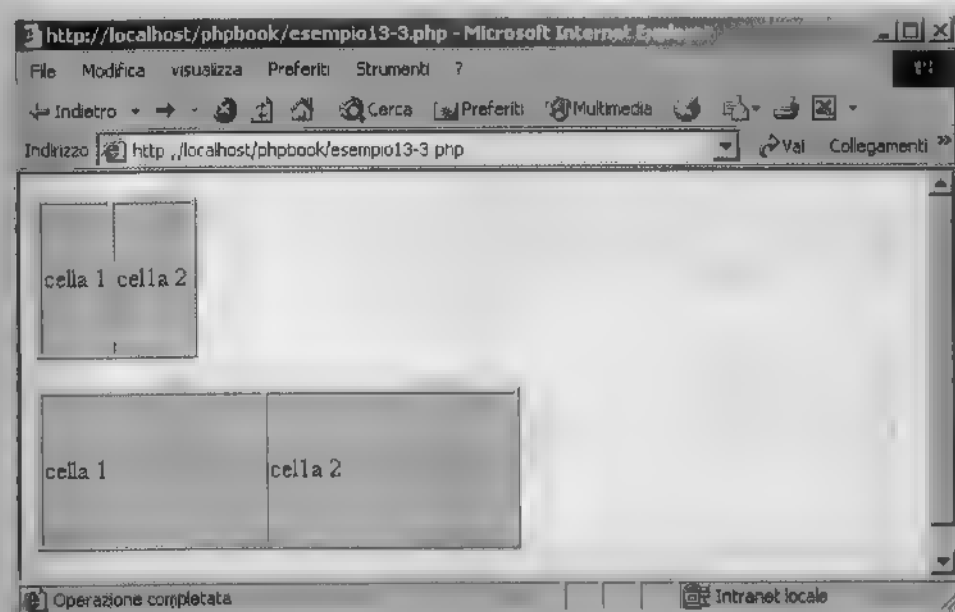 http://localhost/phpbook/esempio13-3.php - Microsoft Internet
File Modifica visualizza Preferiti Strumenti ?
Indietro Cerca Preferiti Multimedia
Indirizzo http ,,localhost/phpbook/esempio13-3 php Vai Collegamenti »
cella 1 cella 2
cella 1 cella 2
Operazione completata Intranet locale